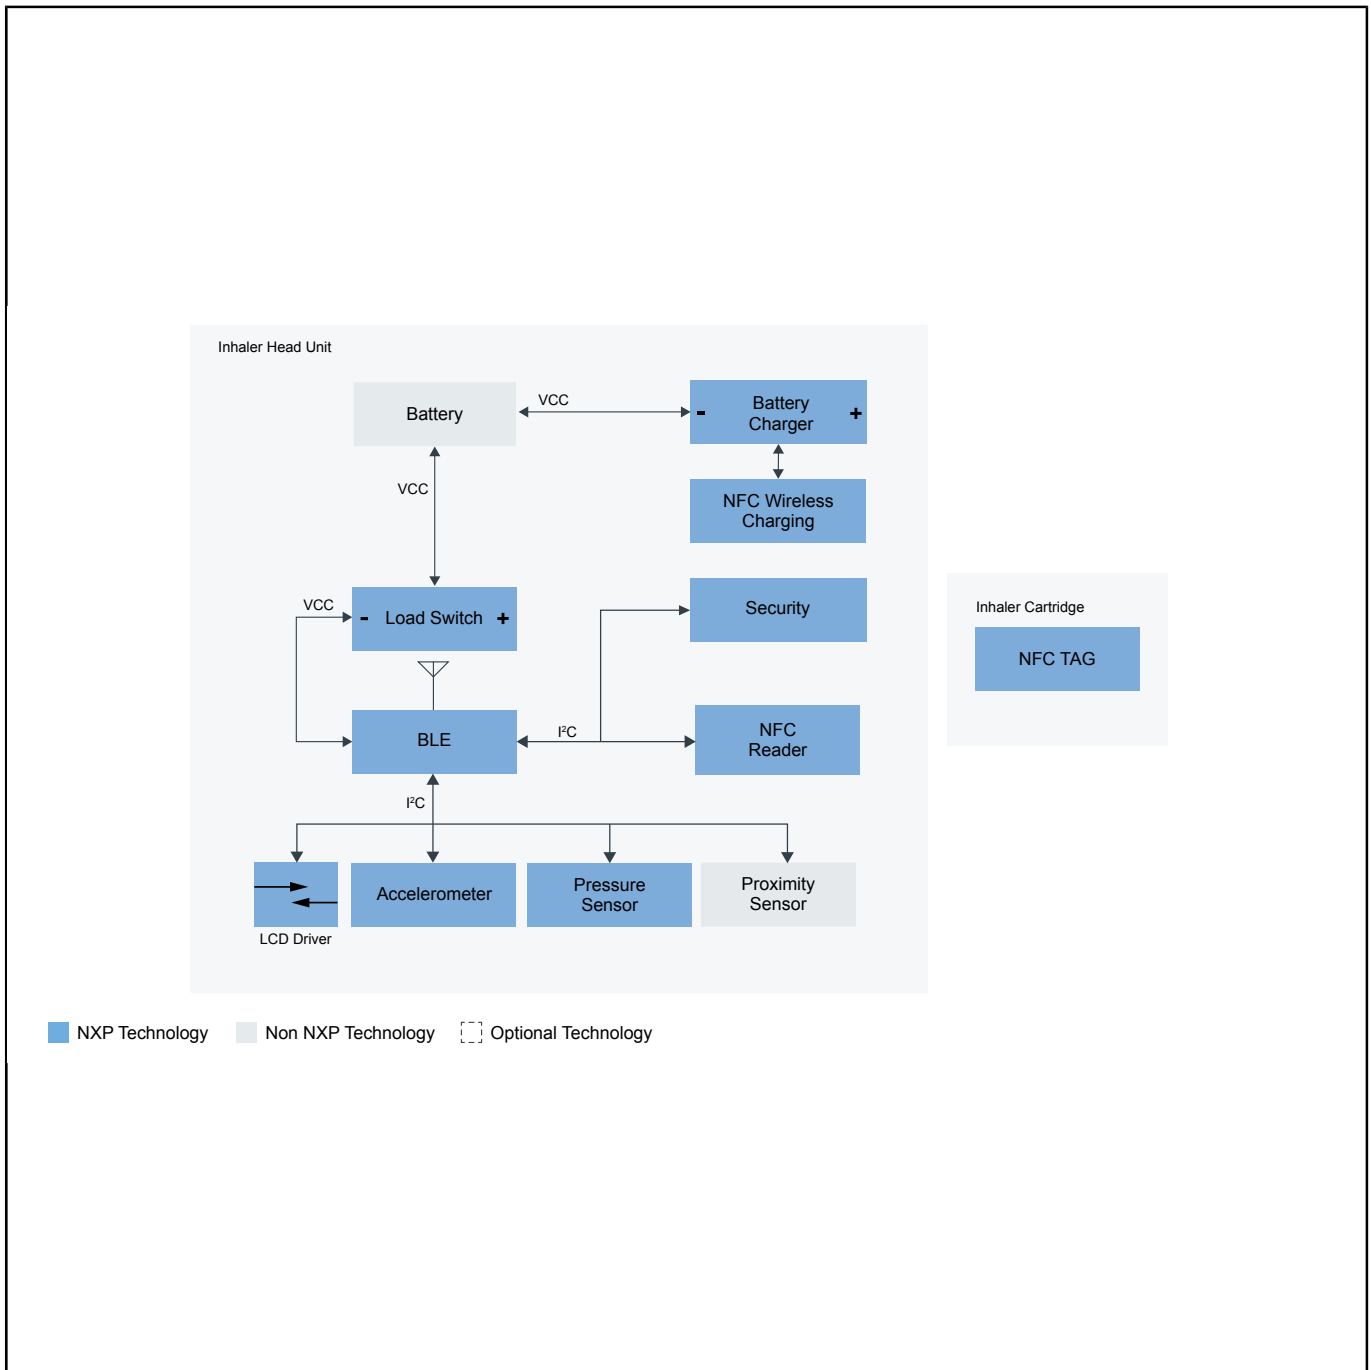 Inhaler Head Unit
Battery
VCC
- Battery +
Charger
VCC
NFC Wireless
Charging
VCC
- Load Switch +
Security
Inhaler Cartridge
NFC TAG
BLE
I²C
NFC
Reader
I²C
Accelerometer
Pressure
Sensor
Proximity
Sensor
LCD Driver
NXP Technology
Non NXP Technology
Optional Technology